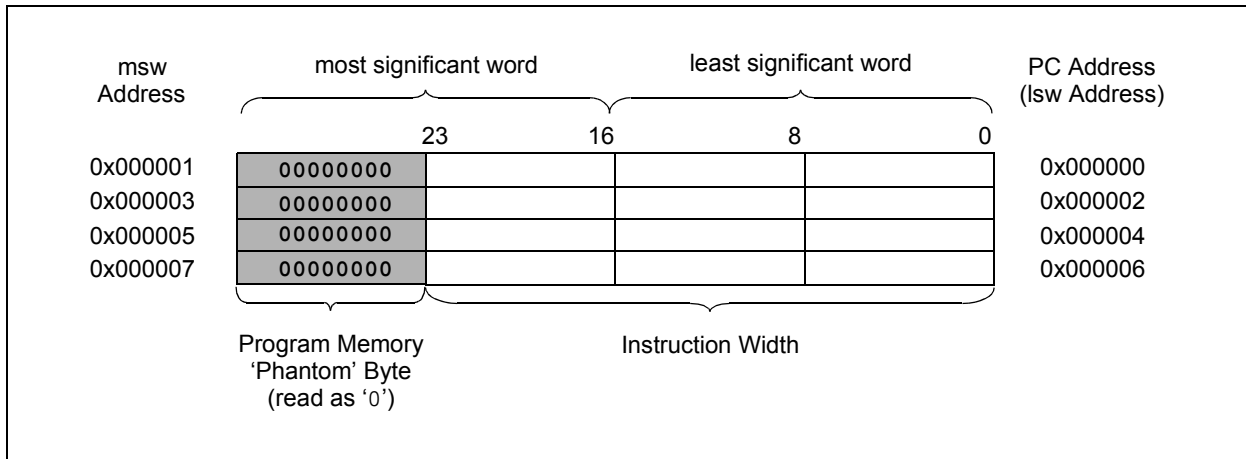 msw
Address
most significant word
least significant word
PC Address
(lsw Address)
23 16 8 0
0x000001 00000000 0x000000
0x000003 00000000 0x000002
0x000005 00000000 0x000004
0x000007 00000000 0x000006
Program Memory
‘Phantom’ Byte
(read as ‘0’)
Instruction Width